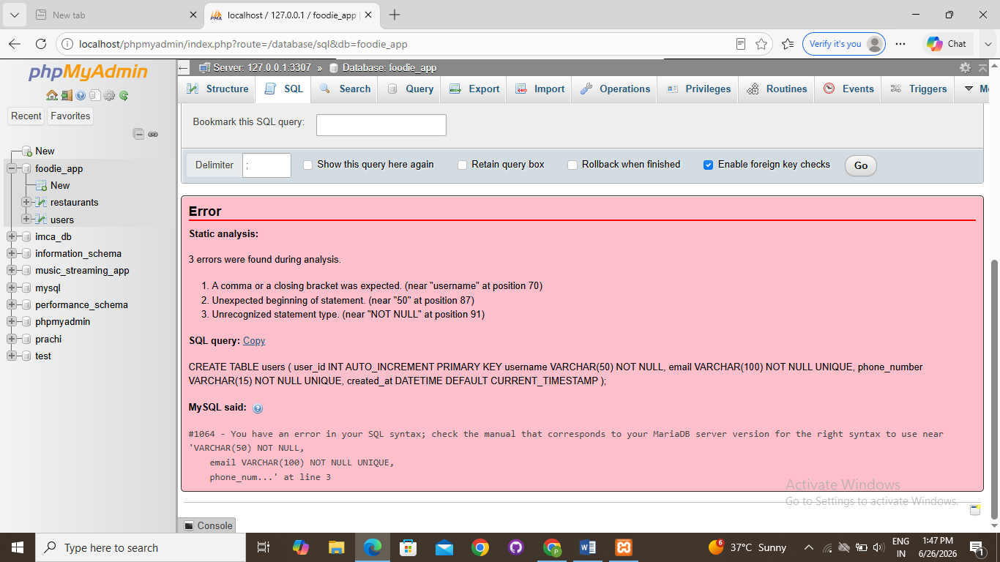 New tab
localhost / 127.0.0.1 / foodie_app
localhost/phpmyadmin/index.php?route=/database/sql&db=foodie_app
Verify it's you
Chat
phpMyAdmin
Recent
Favorites
New
foodie_app
New
restaurants
users
imca_db
information_schema
music_streaming_app
mysql
performance_schema
phpmyadmin
prachi
test
Server: 127.0.0.1:3307 » Database: foodie_app
Structure
SQL
Search
Query
Export
Import
Operations
Privileges
Routines
Events
Triggers
Bookmark this SQL query:
Delimiter ; Show this query here again Retain query box Rollback when finished Enable foreign key checks Go
Error
Static analysis:
3 errors were found during analysis.
1. A comma or a closing bracket was expected. (near "username" at position 70)
2. Unexpected beginning of statement. (near "50" at position 87)
3. Unrecognized statement type. (near "NOT NULL" at position 91)
SQL query: Copy
CREATE TABLE users ( user_id INT AUTO_INCREMENT PRIMARY KEY username VARCHAR(50) NOT NULL, email VARCHAR(100) NOT NULL UNIQUE, phone_number
VARCHAR(15) NOT NULL UNIQUE, created_at DATETIME DEFAULT CURRENT_TIMESTAMP );
MySQL said:
#1064 - You have an error in your SQL syntax; check the manual that corresponds to your MariaDB server version for the right syntax to use near
'VARCHAR(50) NOT NULL,
email VARCHAR(100) NOT NULL UNIQUE,
phone_num...' at line 3
Activate Windows
Go to Settings to activate Windows.
Console
Type here to search
37°C Sunny
ENG
IN
1:47 PM
6/26/2026